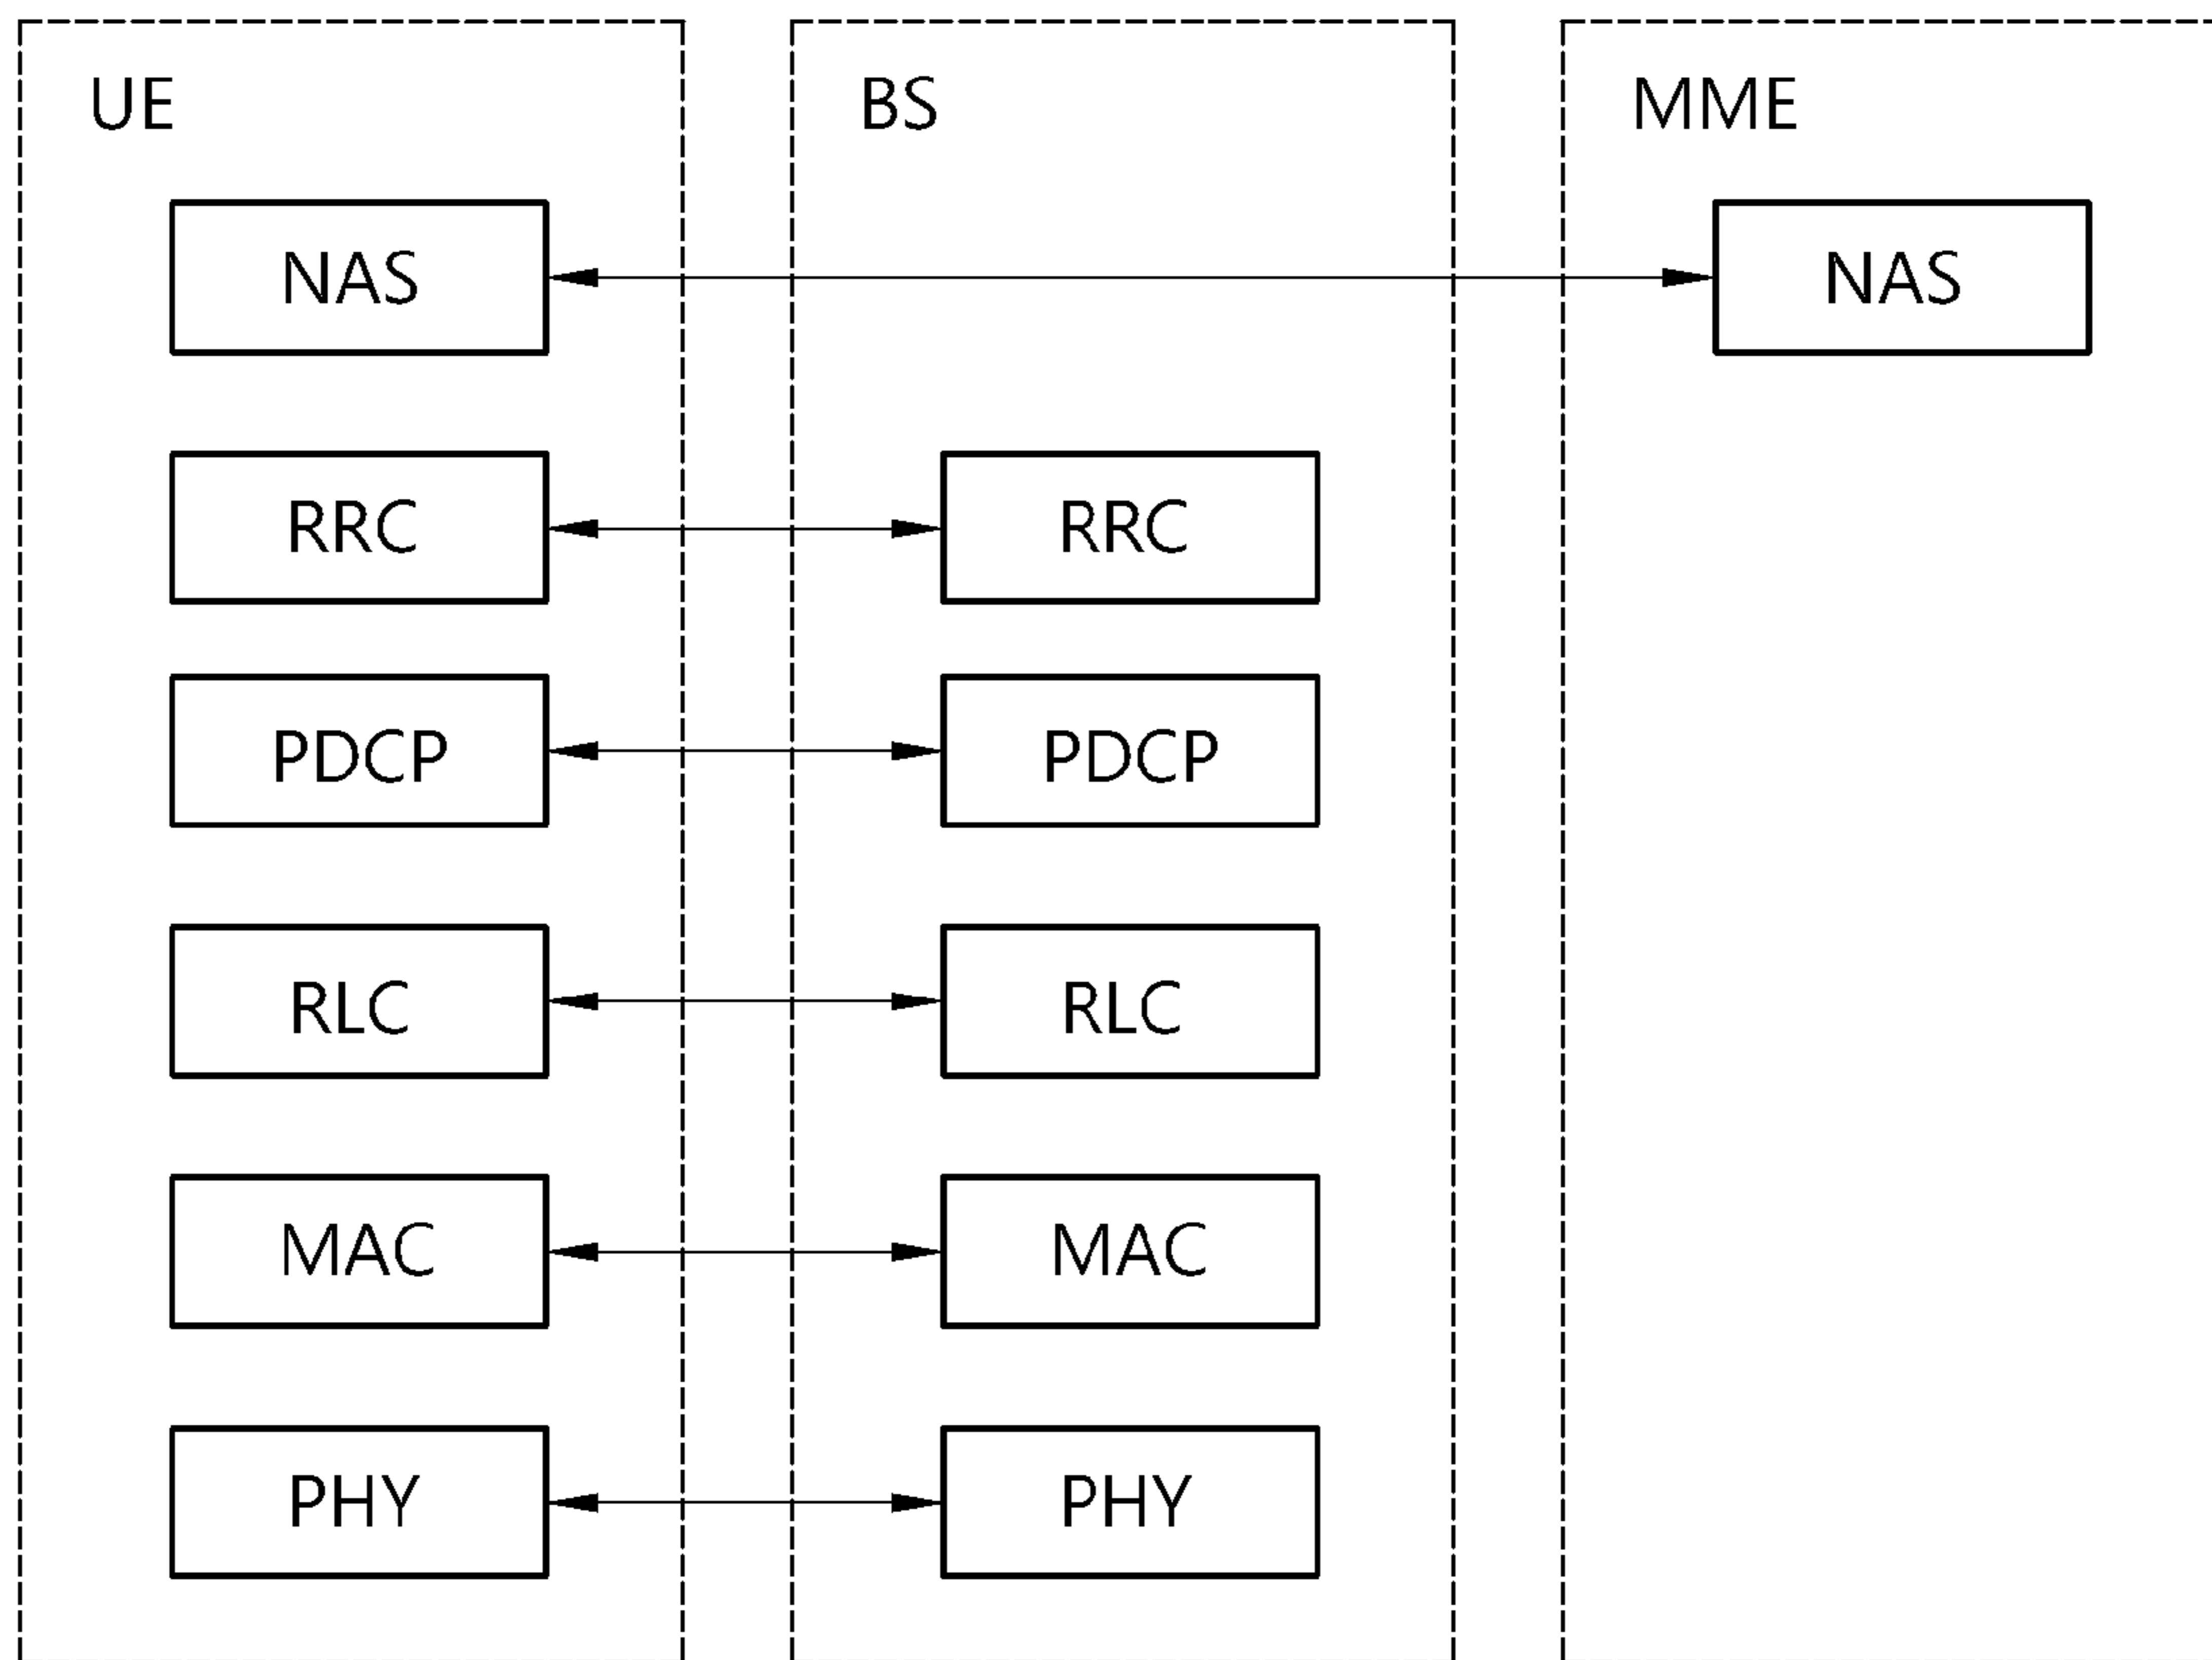 UE BS MME
NAS NAS
RRC RRC
PDCP PDCP
RLC RLC
MAC MAC
PHY PHY